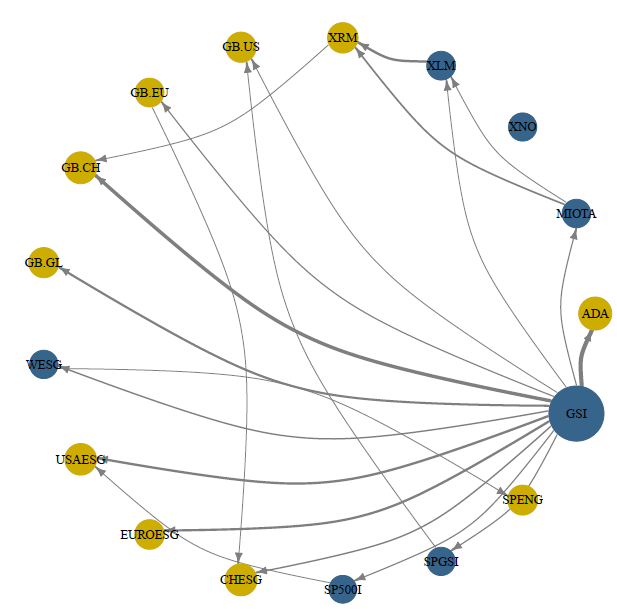 XRM
GB.US
XLM
GB.EU
XNO
GB.CH
MIOTA
GB.GL
ADA
WESG
GSI
USAESG
SPENG
EUROESG
SPGSI
CHESG
SP500I